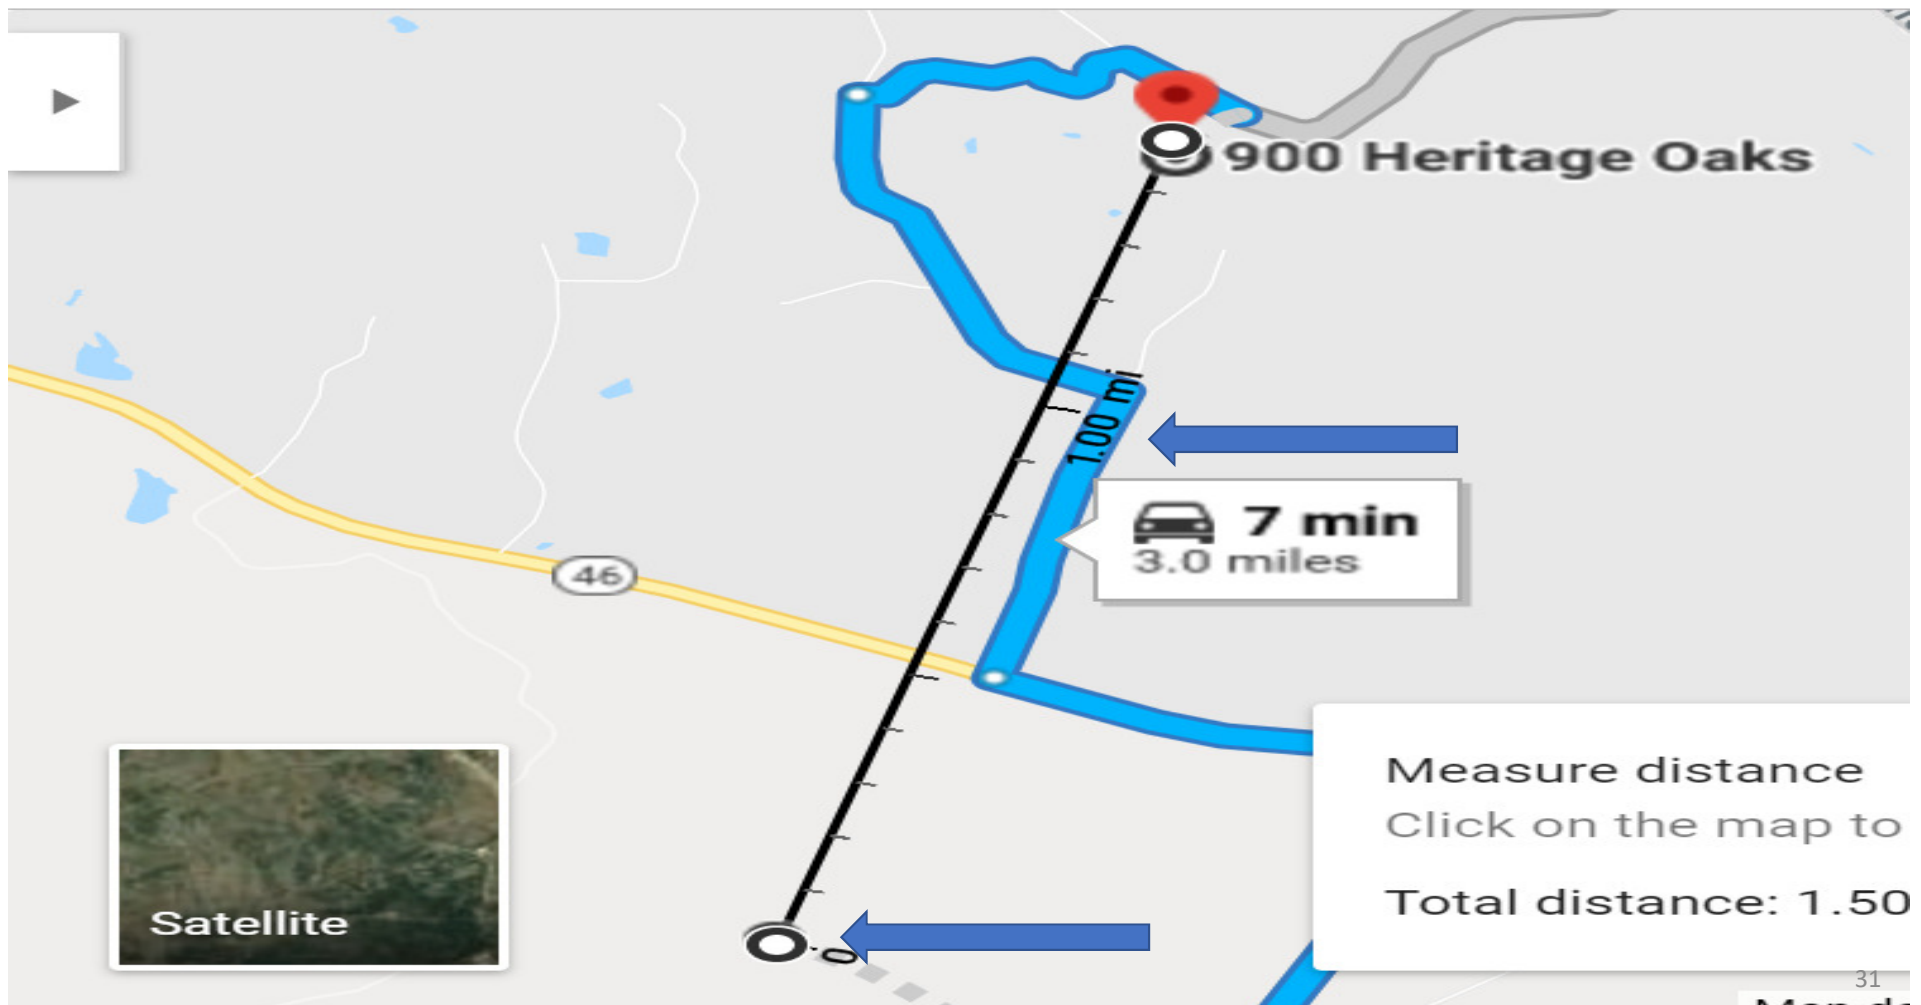 900 Heritage Oaks
1.00 mi
7 min
3.0 miles
46
Measure distance
Click on the map to
Total distance: 1.50
Satellite
0
31